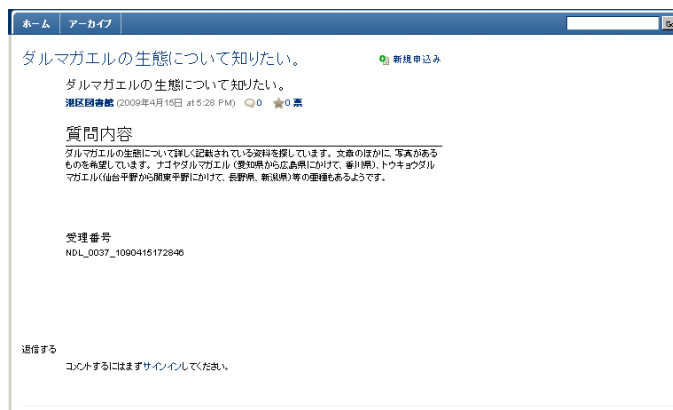 ホーム アーカイブ
Go
ダルマガエルの生態について知りたい。 新規申込み
ダルマガエルの生態について知りたい。
港区図書館 (2009年4月15日 at 5:28 PM) 0 0 票
質問内容
ダルマガエルの生態について詳しく記載されている資料を探しています。文章のほかに、写真がある
ものを希望しています。ナゴヤダルマガエル（愛知県から広島県にかけて、香川県）、トウキョウダル
マガエル（仙台平野から関東平野にかけて、長野県、新潟県）等の亜種もあるようです。
受理番号
NDL_0037_1090415172846
返信する
コメントするにはまずサインインしてください。